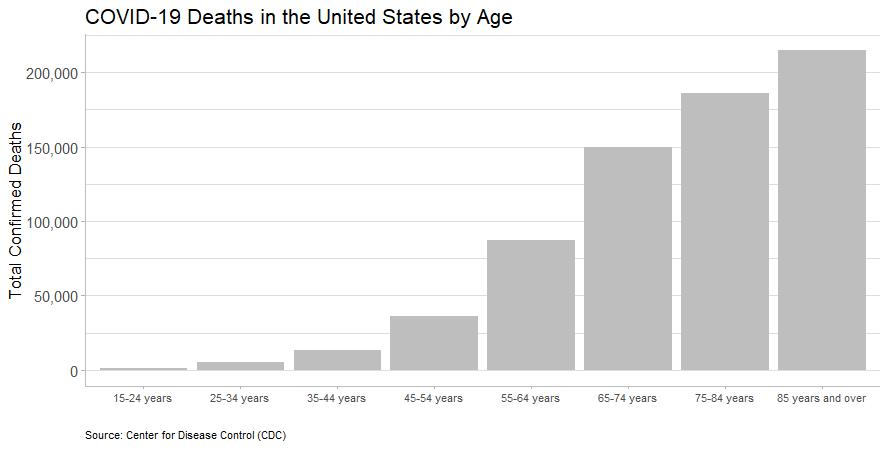 COVID-19 Deaths in the United States by Age
Total Confirmed Deaths
200,000
150,000
100,000
50,000
0
15-24 years 25-34 years 35-44 years 45-54 years 55-64 years 65-74 years 75-84 years 85 years and over
Source: Center for Disease Control (CDC)